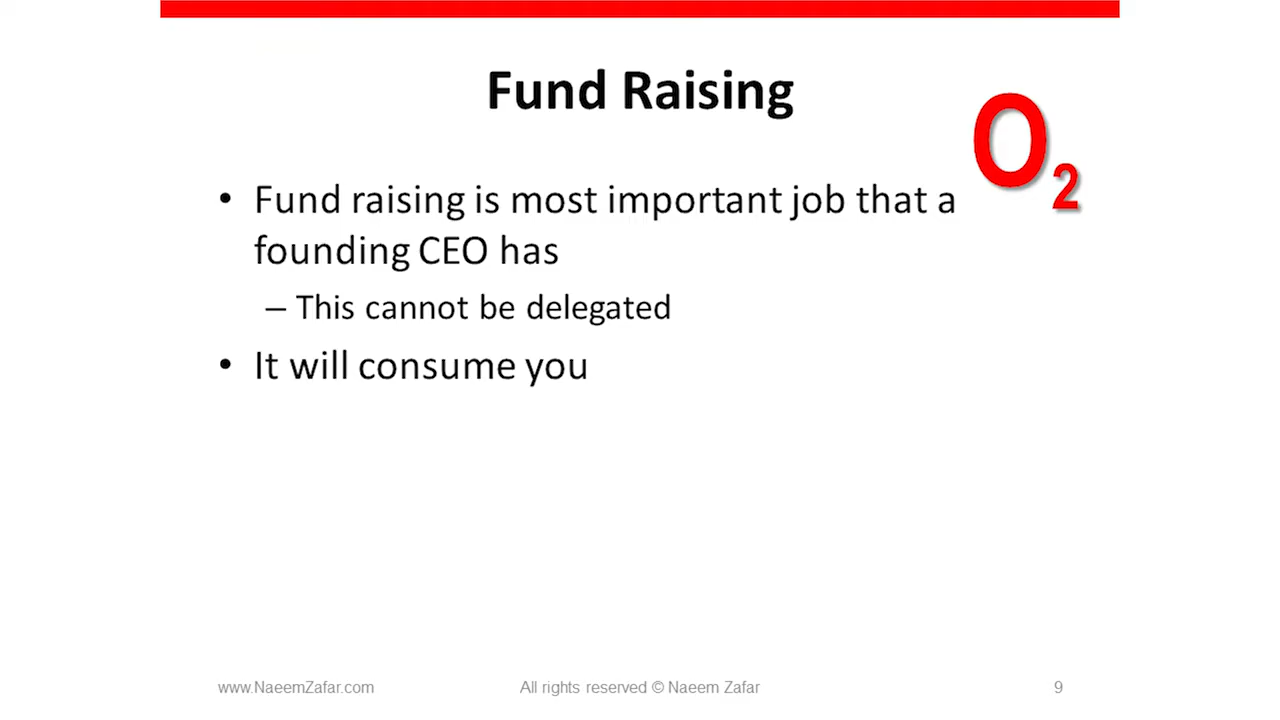 Fund Raising
O2
• Fund raising is most important job that a
founding CEO has
– This cannot be delegated
• It will consume you
www.NaeemZafar.com All rights reserved © Naeem Zafar 9